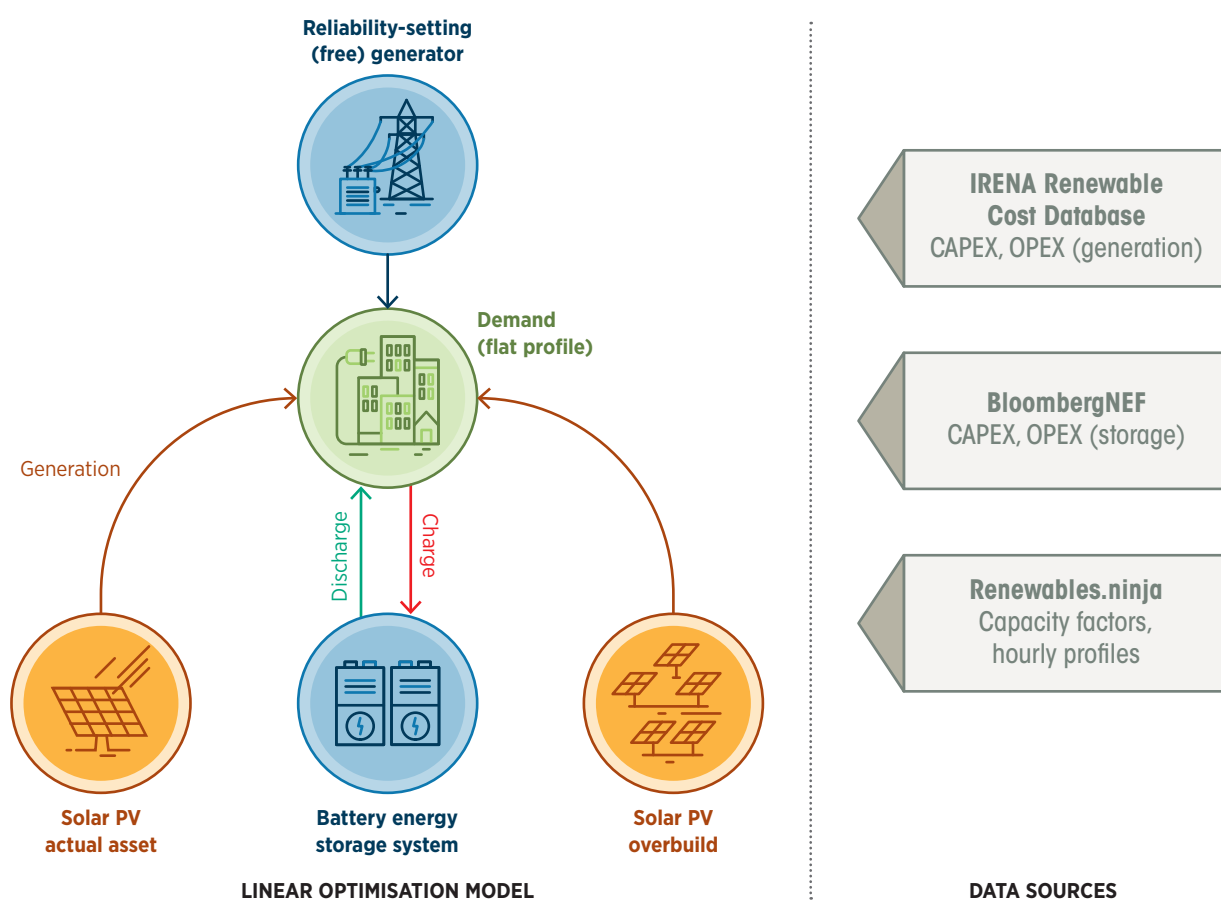 Reliability-setting
(free) generator
Demand
(flat profile)
Generation
Discharge
Charge
Solar PV
actual asset
Battery energy
storage system
Solar PV
overbuild
LINEAR OPTIMISATION MODEL
IRENA Renewable
Cost Database
CAPEX, OPEX (generation)
BloombergNEF
CAPEX, OPEX (storage)
Renewables.ninja
Capacity factors,
hourly profiles
DATA SOURCES